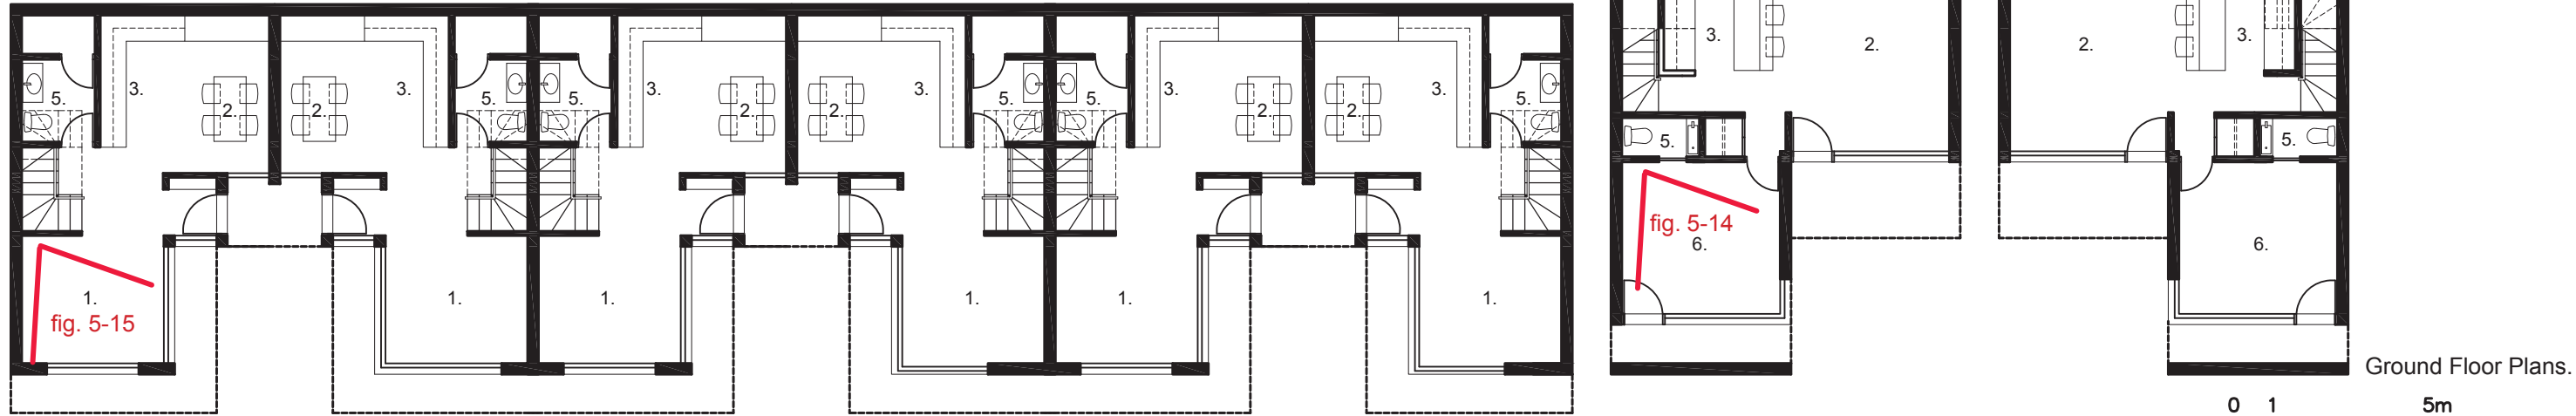 3. 2. 2. 3.
3. 2. 2. 3. 3. 2. 2. 3. 3. 2. 2. 3.
5. 5. 5. 5. 5. 5.
5. 5.
fig. 5-14
6. 6.
1. 1. 1. 1. 1. 1.
fig. 5-15
Ground Floor Plans.
0 1 5m